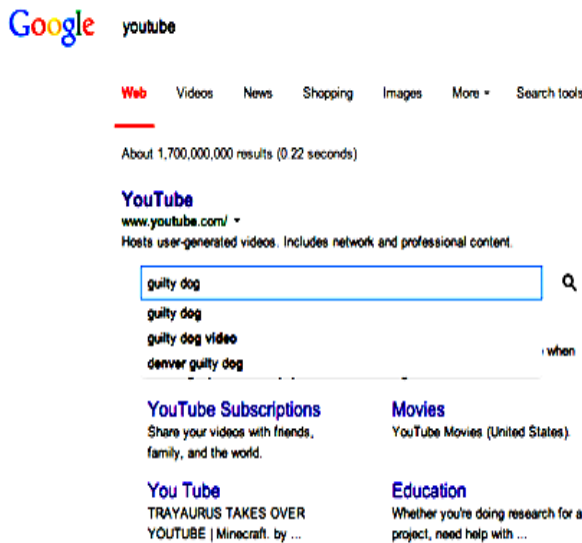 Google youtube
Web Videos News Shopping Images More Search tools
About 1,700,000,000 results (0.22 seconds)
YouTube
www.youtube.com/
Hosts user-generated videos. Includes network and professional content.
guilty dog
guilty dog
guilty dog video
denver guilty dog
when
YouTube Subscriptions
Share your videos with friends,
family, and the world.
Movies
YouTube Movies (United States).
You Tube
TRAYAURUS TAKES OVER
YOUTUBE | Minecraft. by ...
Education
Whether you're doing research for a
project, need help with ...